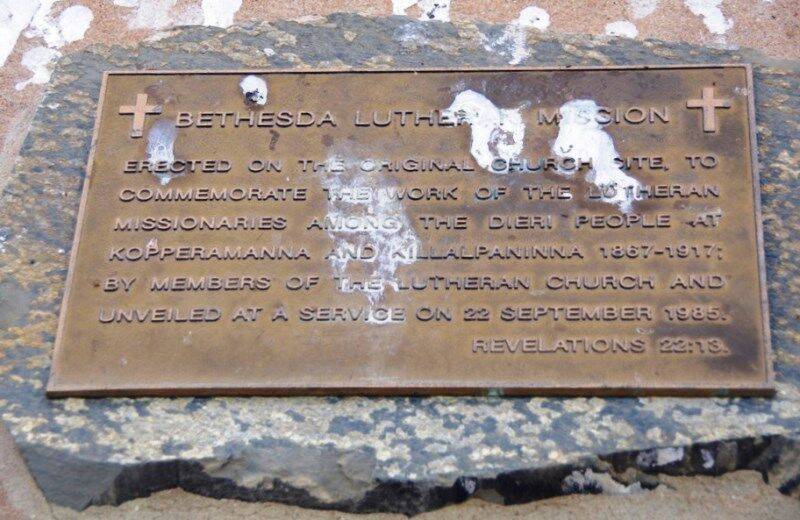 BETHESDA LUTHERAN MISSION
ERECTED ON THE ORIGINAL CHURCH SITE, TO
COMMEMORATE THE WORK OF THE LUTHERAN
MISSIONARIES AMONG THE DIERI PEOPLE AT
KOPPERAMANNA AND KILLALPANINNA 1867-1917;
BY MEMBERS OF THE LUTHERAN CHURCH AND
UNVEILED AT A SERVICE ON 22 SEPTEMBER 1985.
REVELATIONS 22:13.